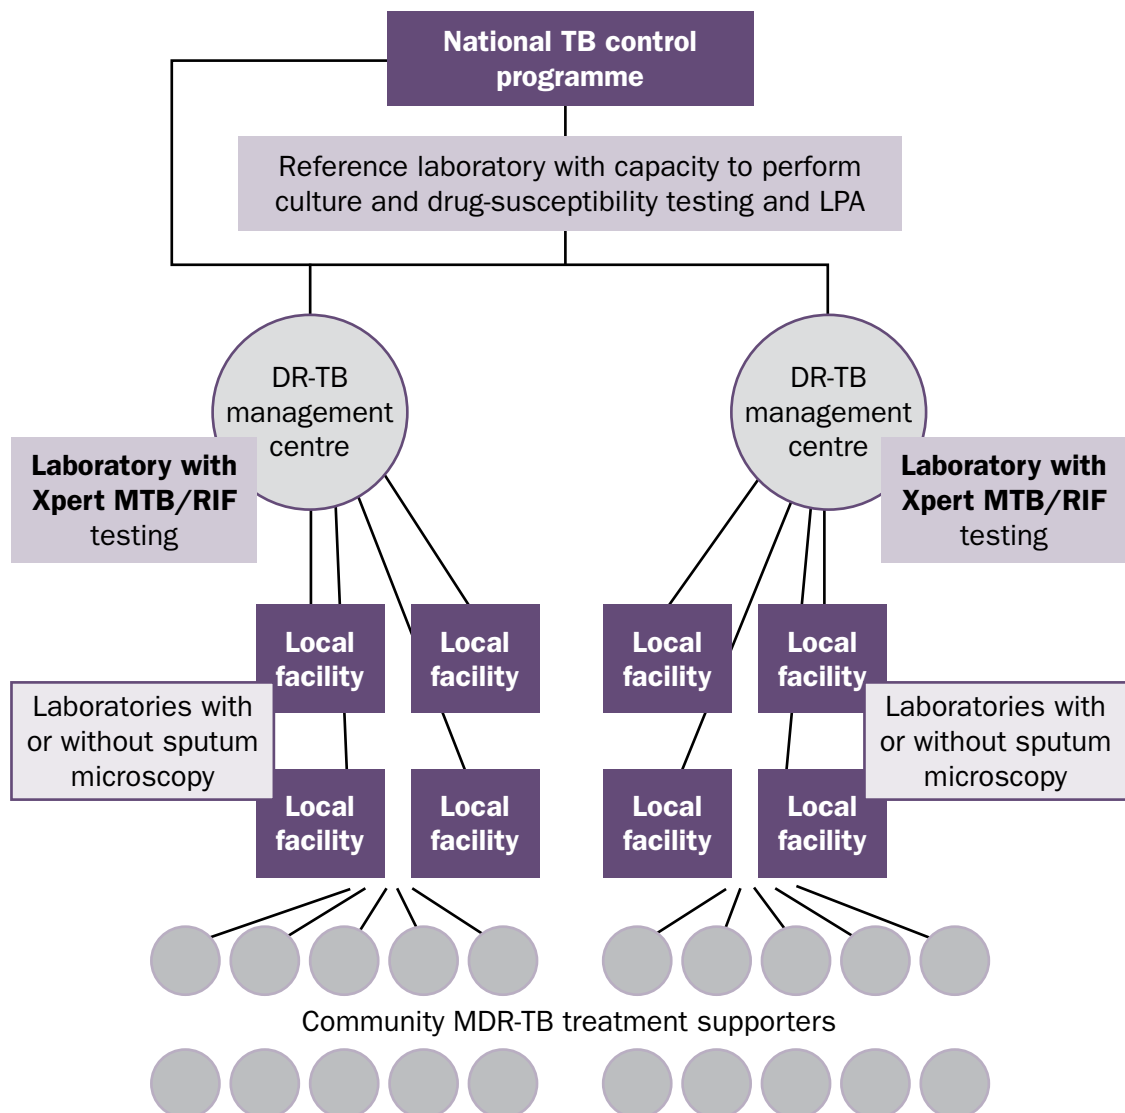 National TB control
programme
Reference laboratory with capacity to perform
culture and drug-susceptibility testing and LPA
DR-TB
management
centre
Laboratory with
Xpert MTB/RIF
testing
DR-TB
management
centre
Laboratory with
Xpert MTB/RIF
testing
Local
facility
Local
facility
Local
facility
Local
facility
Laboratories with
or without sputum
microscopy
Laboratories with
or without sputum
microscopy
Local
facility
Local
facility
Local
facility
Local
facility
Community MDR-TB treatment supporters